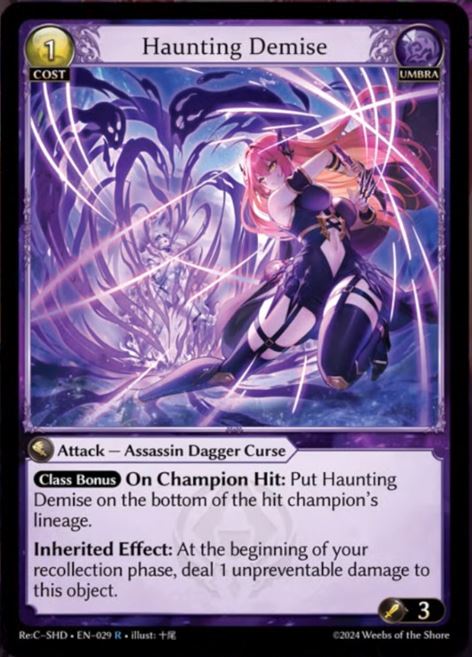 1
COST
Haunting Demise
UMBRA
Attack — Assassin Dagger Curse
Class Bonus On Champion Hit: Put Haunting
Demise on the bottom of the hit champion's
lineage.
Inherited Effect: At the beginning of your
recollection phase, deal 1 unpreventable damage to
this object.
3
Re:C-SHD • EN-029 R • illust: 十尾
©2024 Weebs of the Shore